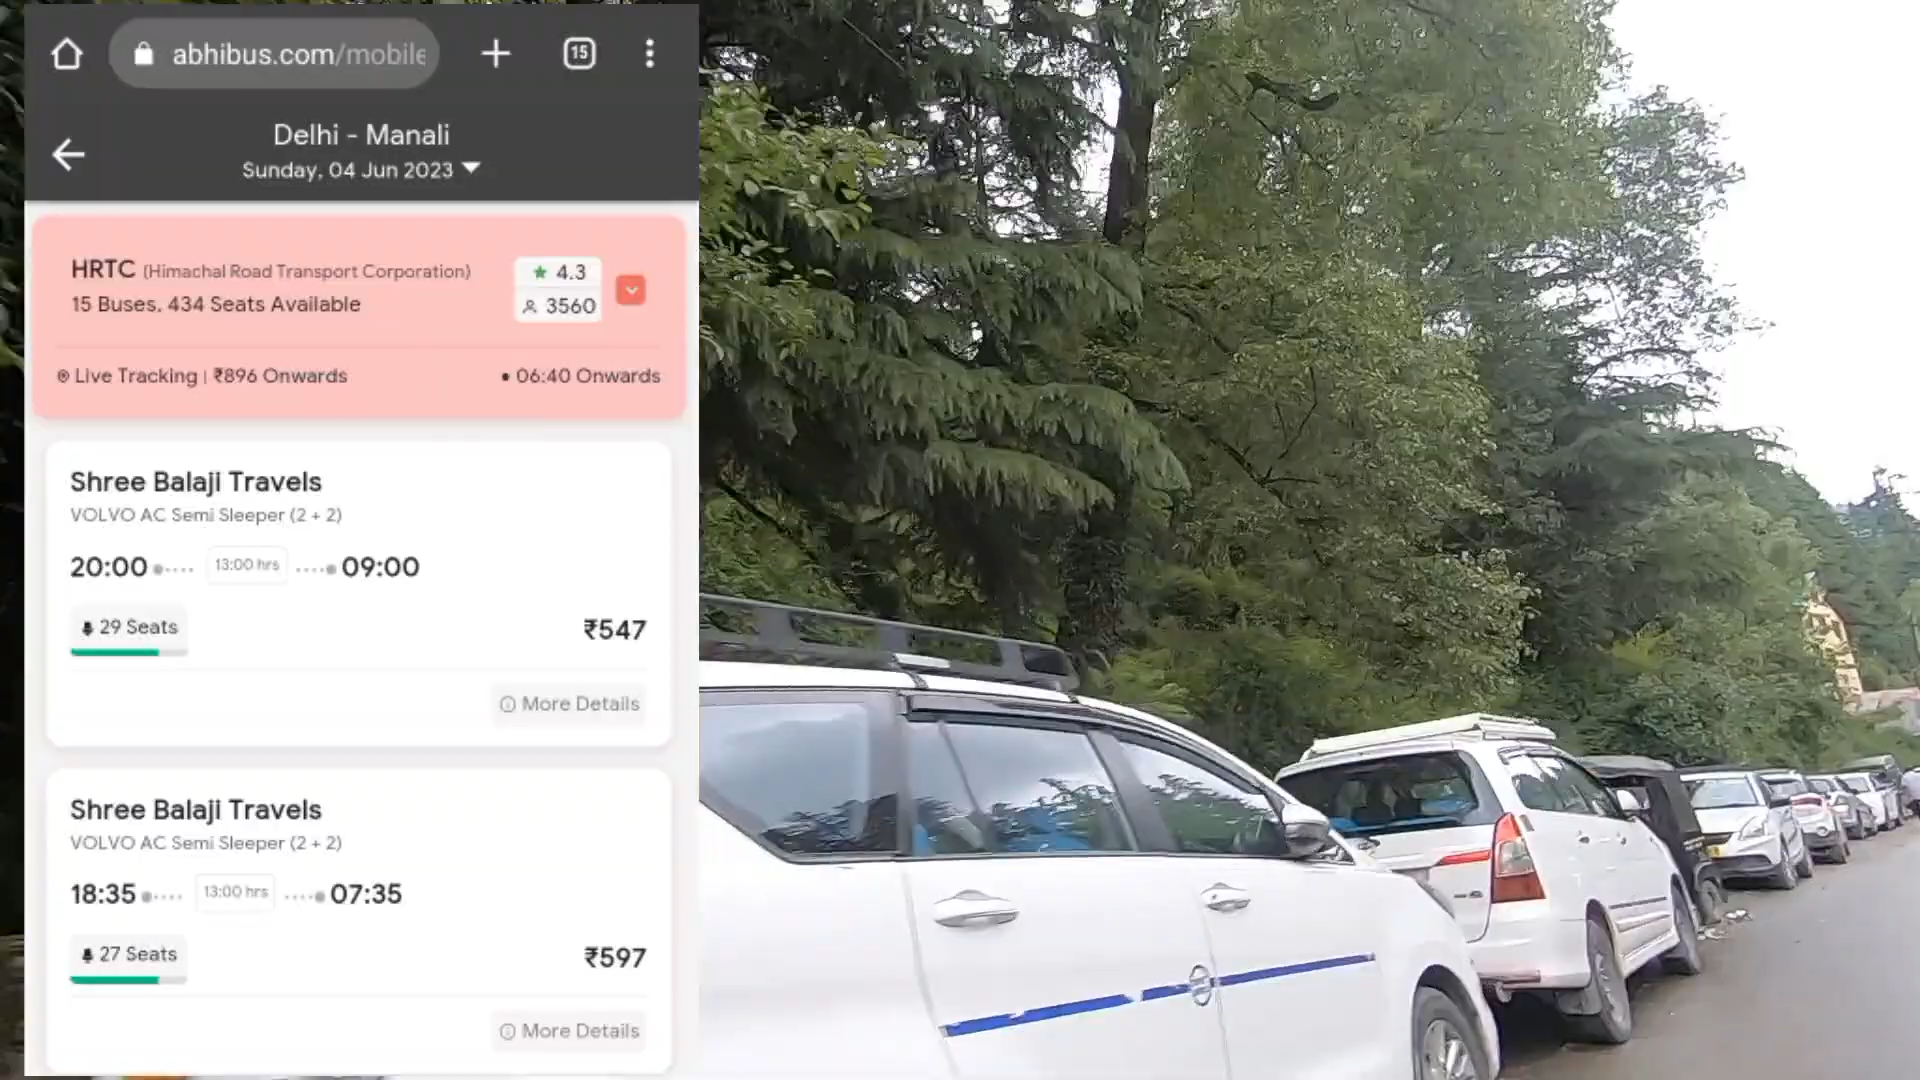 abhibus.com/mobile
15
Delhi - Manali
Sunday, 04 Jun 2023
HRTC (Himachal Road Transport Corporation)
15 Buses, 434 Seats Available
4.3
3560
Live Tracking | ₹896 Onwards
• 06:40 Onwards
Shree Balaji Travels
VOLVO AC Semi Sleeper (2 + 2)
20:00 13:00 hrs 09:00
29 Seats
₹547
More Details
Shree Balaji Travels
VOLVO AC Semi Sleeper (2 + 2)
18:35 13:00 hrs 07:35
27 Seats
₹597
More Details